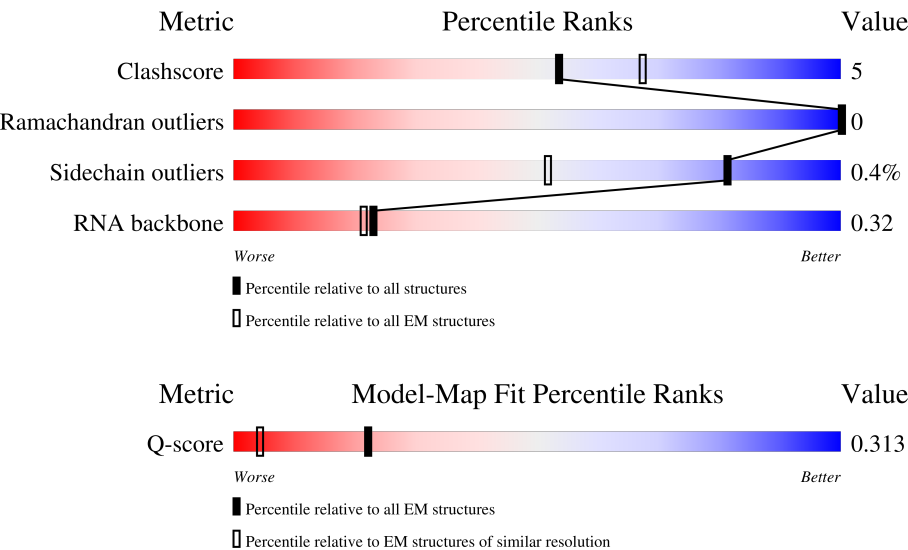 Metric Percentile Ranks Value
Clashscore 5
Ramachandran outliers 0
Sidechain outliers 0.4%
RNA backbone 0.32
Worse Better
Percentile relative to all structures
Percentile relative to all EM structures
Metric Model-Map Fit Percentile Ranks Value
Q-score 0.313
Worse Better
Percentile relative to all EM structures
Percentile relative to EM structures of similar resolution